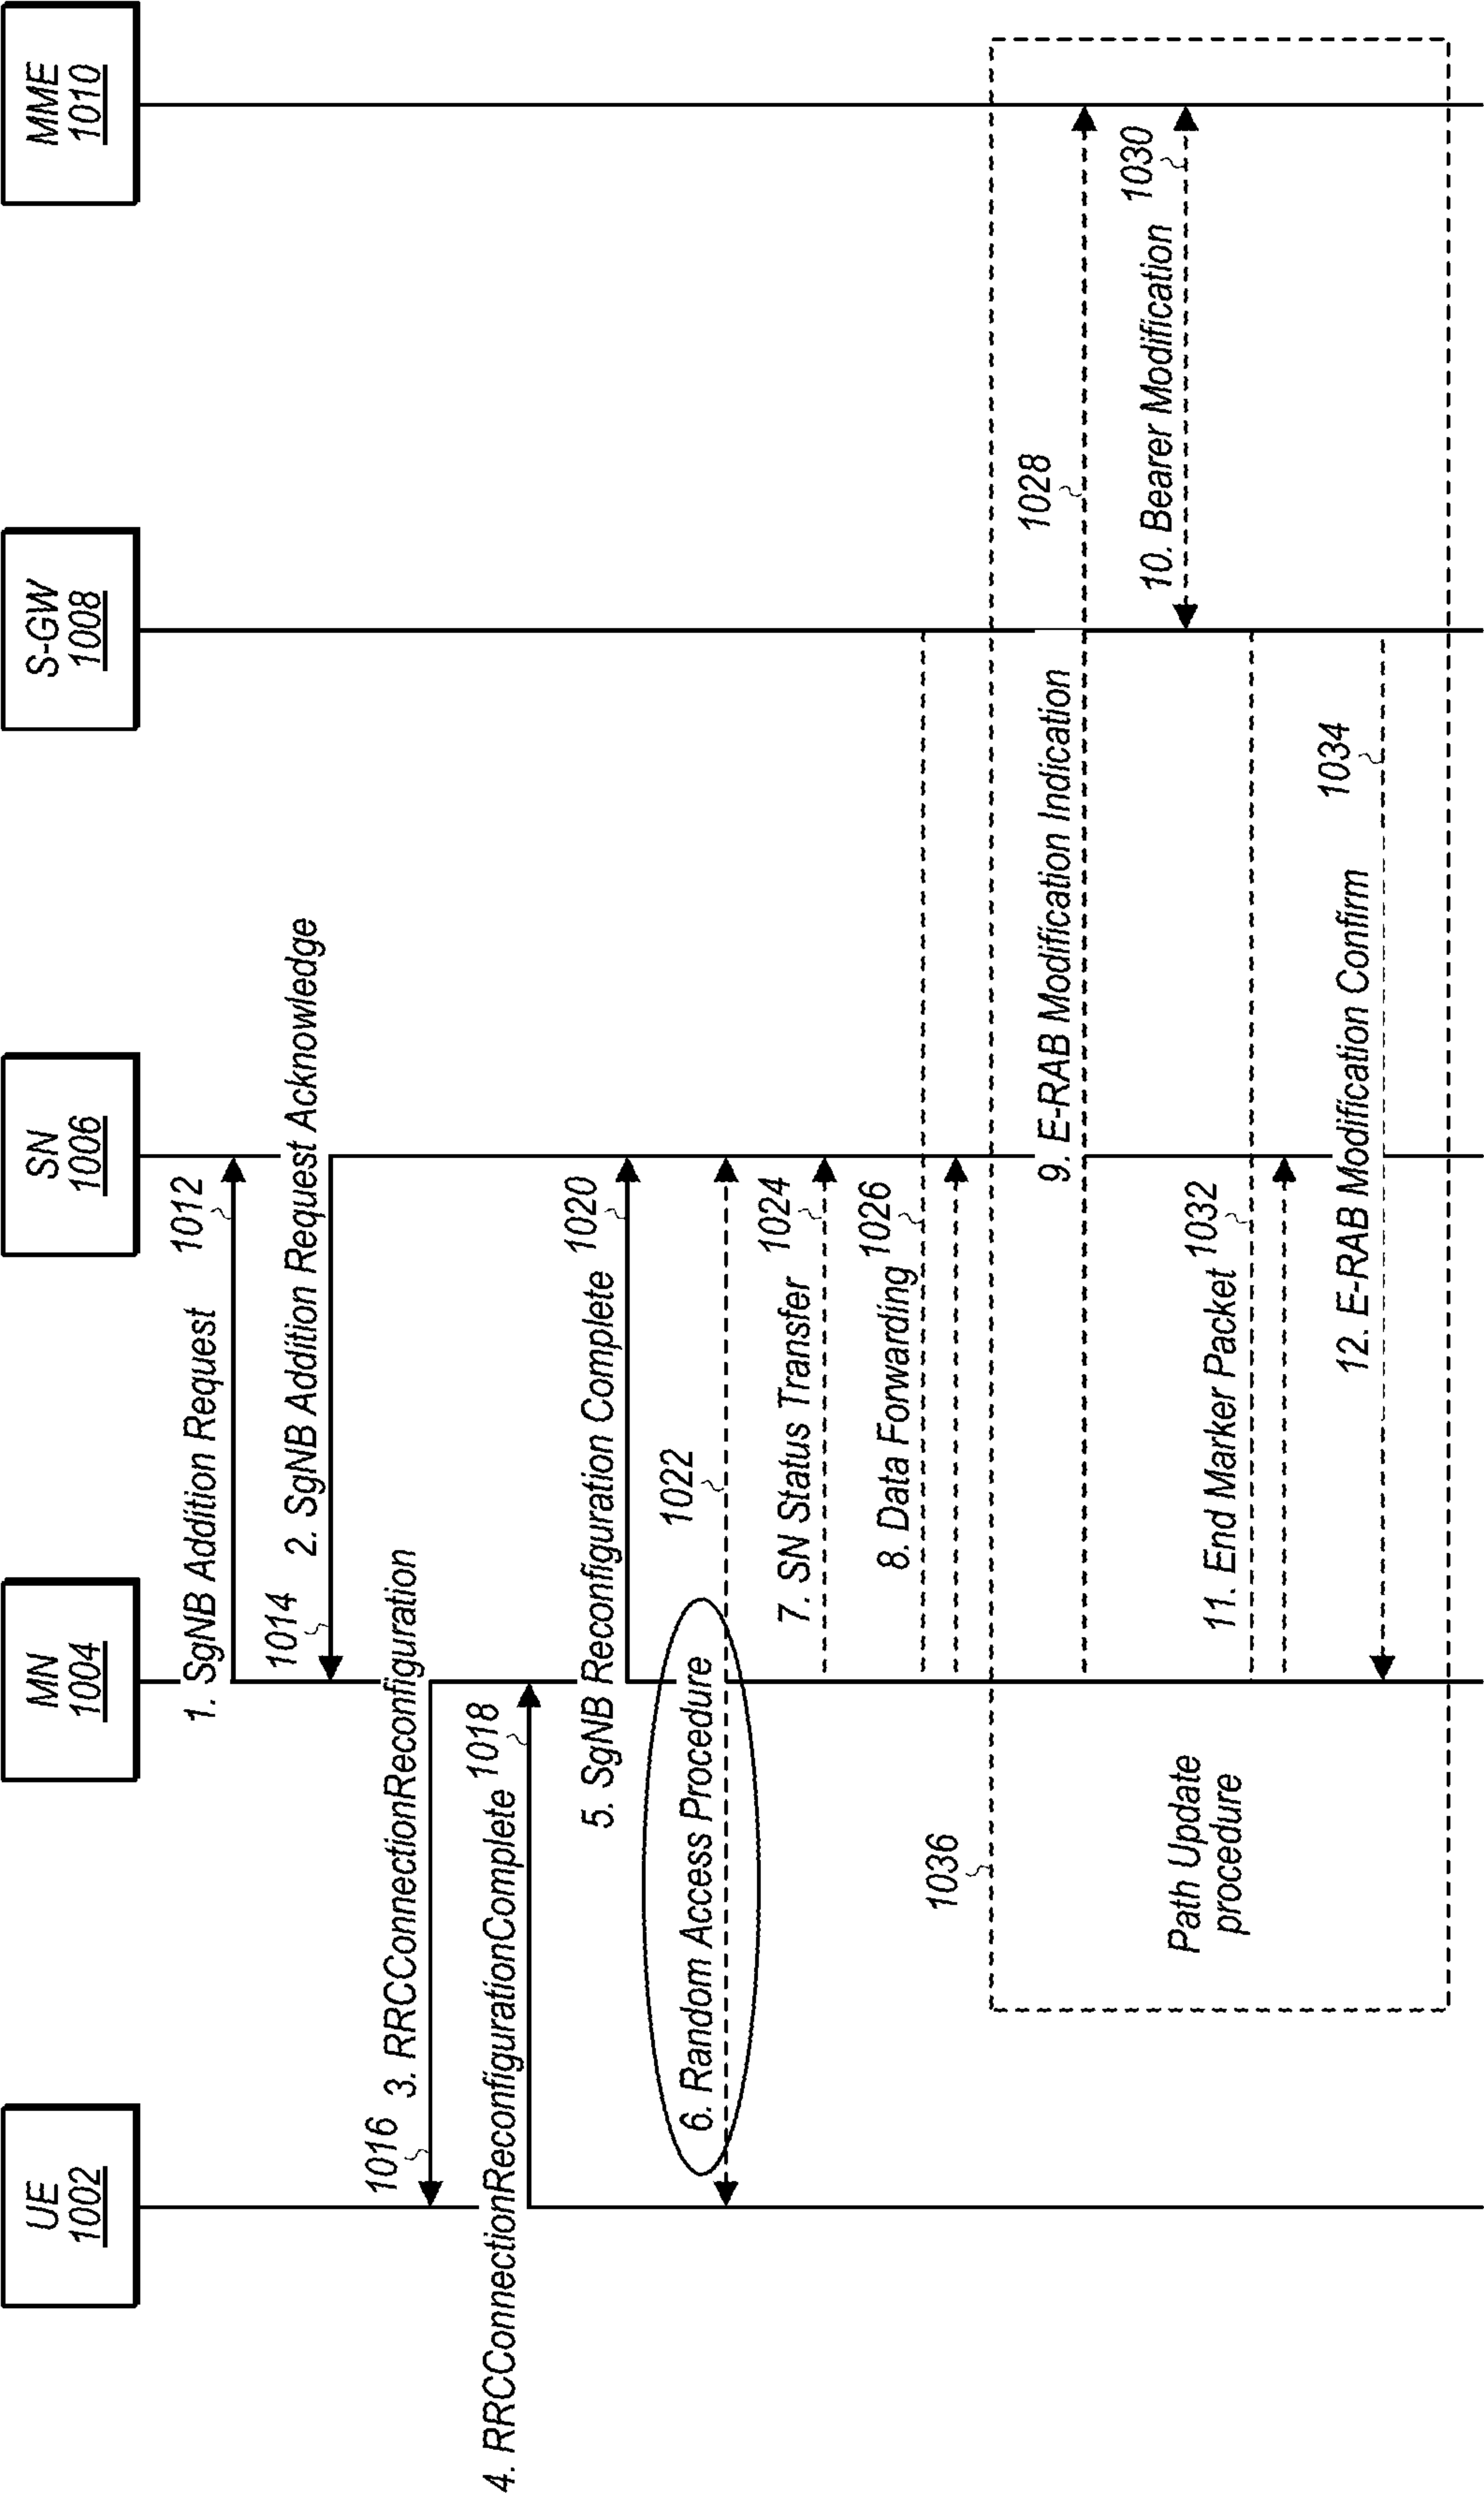 UE
1002
MN
1004
SN
1006
S-GW
1008
MME
1010
1. SgNB Addition Request
1012
1014
2. SgNB Addition Request Acknowledge
1016
3. RRCConnectionReconfiguration
4. RRCConnectionReconfigurationComplete
1018
5. SgNB Reconfiguration Complete
1020
6. Random Access Procedure
1022
7. SN Status Transfer
1024
8. Data Forwarding
1026
1036
9. E-RAB Modification Indication
1028
10. Bearer Modification
1030
Path Update
procedure
11. End Marker Packet
1032
12. E-RAB Modification Confirm
1034